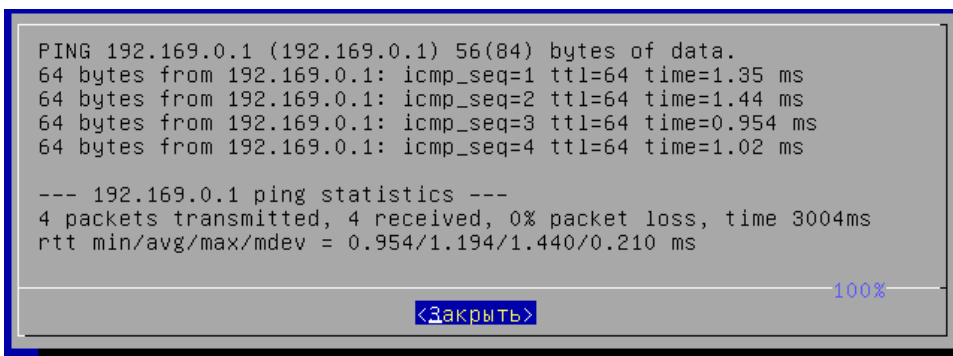 PING 192.169.0.1 (192.169.0.1) 56(84) bytes of data.
64 bytes from 192.169.0.1: icmp_seq=1 ttl=64 time=1.35 ms
64 bytes from 192.169.0.1: icmp_seq=2 ttl=64 time=1.44 ms
64 bytes from 192.169.0.1: icmp_seq=3 ttl=64 time=0.954 ms
64 bytes from 192.169.0.1: icmp_seq=4 ttl=64 time=1.02 ms
--- 192.169.0.1 ping statistics ---
4 packets transmitted, 4 received, 0% packet loss, time 3004ms
rtt min/avg/max/mdev = 0.954/1.194/1.440/0.210 ms
100%
<Закрыть>